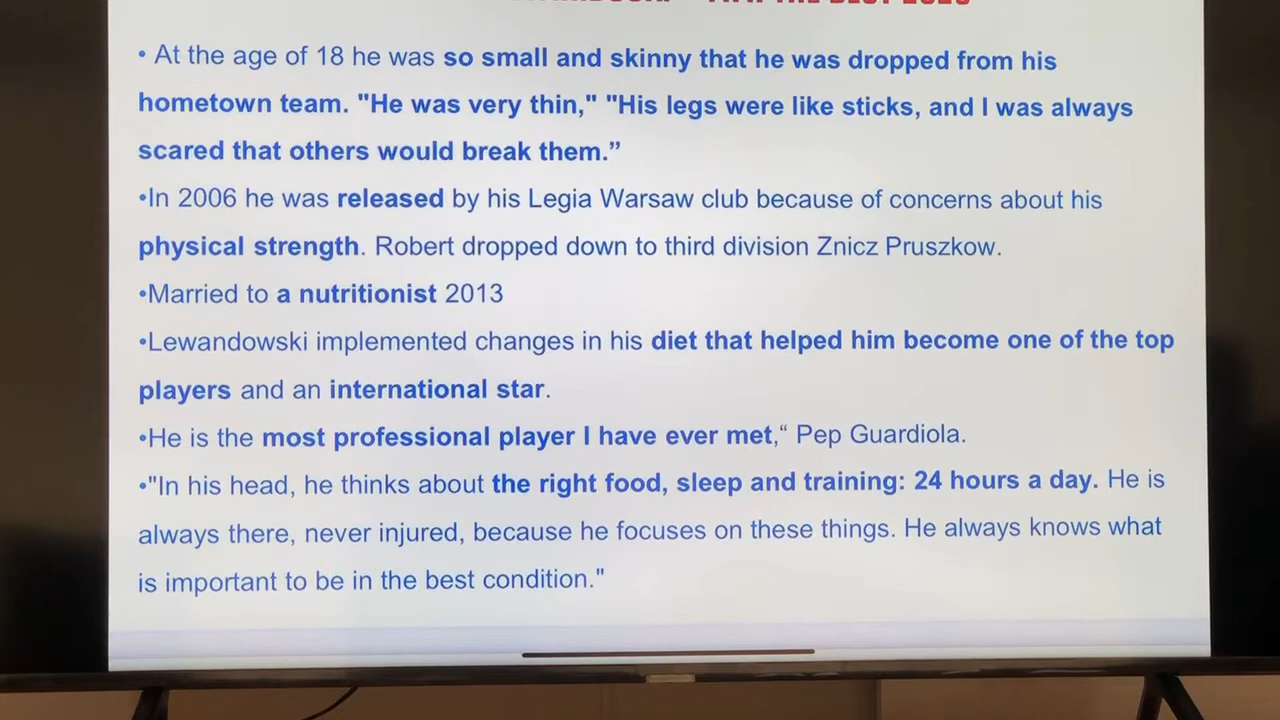 • At the age of 18 he was so small and skinny that he was dropped from his
hometown team. "He was very thin," "His legs were like sticks, and I was always
scared that others would break them.”
•In 2006 he was released by his Legia Warsaw club because of concerns about his
physical strength. Robert dropped down to third division Znicz Pruszkow.
•Married to a nutritionist 2013
•Lewandowski implemented changes in his diet that helped him become one of the top
players and an international star.
•He is the most professional player I have ever met,“ Pep Guardiola.
•"In his head, he thinks about the right food, sleep and training: 24 hours a day. He is
always there, never injured, because he focuses on these things. He always knows what
is important to be in the best condition."